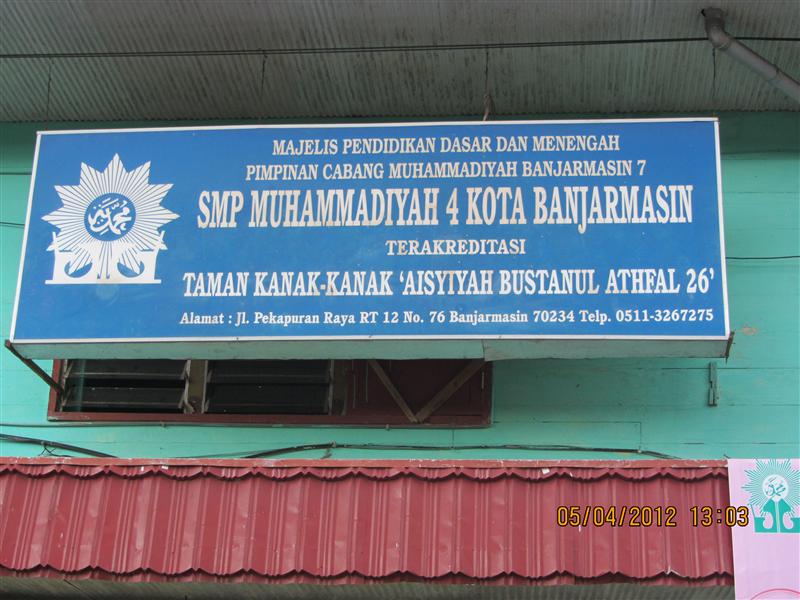 MAJELIS PENDIDIKAN DASAR DAN MENENGAH
PIMPINAN CABANG MUHAMMADIYAH BANJARMASIN 7
SMP MUHAMMADIYAH 4 KOTA BANJARMASIN
TERAKREDITASI
TAMAN KANAK-KANAK 'AISYIYAH BUSTANUL ATHFAL 26'
Alamat : Jl. Pekapuran Raya RT 12 No. 76 Banjarmasin 70234 Telp. 0511-3267275
05/04/2012 13:03